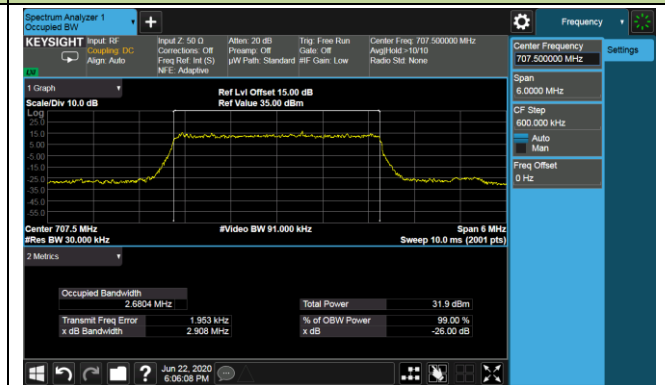 Spectrum Analyzer 1
Occupied BW
+
Frequency
KEYSIGHT
Input: RF
Coupling: DC
Align: Auto
Input Z: 50 Ω
Corrections: Off
Freq Ref: Int (S)
NFE: Adaptive
Atten: 20 dB
Preamp: Off
µW Path: Standard
Trig: Free Run
Gate: Off
#IF Gain: Low
Center Freq: 707.500000 MHz
Avg|Hold:>10/10
Radio Std: None
Center Frequency
707.500000 MHz
Settings
Span
6.0000 MHz
CF Step
600.000 kHz
Auto
Man
Freq Offset
0 Hz
1 Graph
Scale/Div 10.0 dB
Ref Lvl Offset 15.00 dB
Ref Value 35.00 dBm
Log
25.0
15.0
5.00
-5.00
-15.0
-25.0
-35.0
-45.0
-55.0
Center 707.5 MHz
#Res BW 30.000 kHz
#Video BW 91.000 kHz
Span 6 MHz
Sweep 10.0 ms (2001 pts)
2 Metrics
Occupied Bandwidth
2.6804 MHz
Total Power 31.9 dBm
Transmit Freq Error 1.953 kHz
% of OBW Power 99.00 %
x dB Bandwidth 2.908 MHz
x dB -26.00 dB
?
Jun 22, 2020
6:06:08 PM